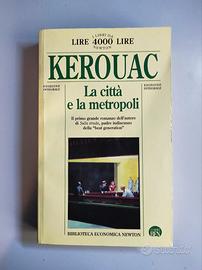 I LIBRI DA
LIRE 4000 LIRE
NEWTON
KEROUAC
EDIZIONE INTEGRALE
EDIZIONE INTEGRALE
La città
e la metropoli
Il primo grande romanzo dell'autore
di Sulla strada, padre indiscusso
della "beat generation"
BIBLIOTECA ECONOMICA NEWTON
BEN
subito